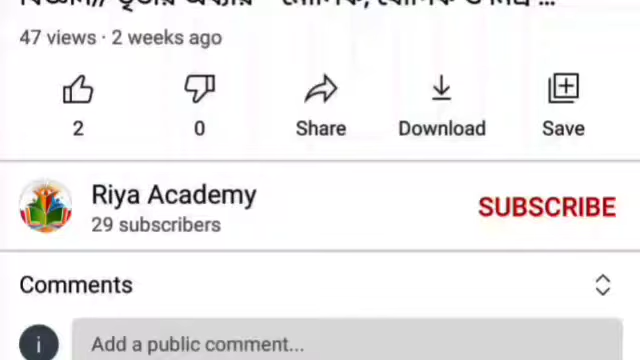 47 views · 2 weeks ago
2 0 Share Download Save
Riya Academy
SUBSCRIBE
29 subscribers
Comments
i
Add a public comment...